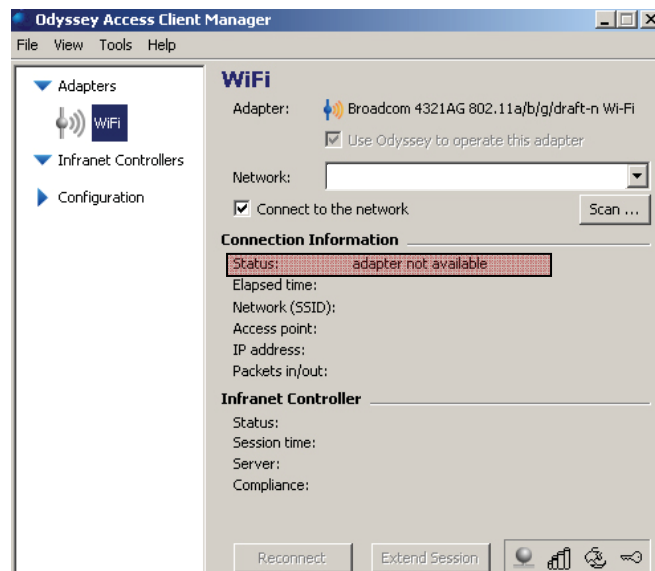 Odyssey Access Client Manager
File View Tools Help
Adapters
WiFi
Infranet Controllers
Configuration
WiFi
Adapter: Broadcom 4321AG 802.11a/b/g/draft-n Wi-Fi
Use Odyssey to operate this adapter
Network:
Connect to the network
Scan ...
Connection Information
Status: adapter not available
Elapsed time:
Network (SSID):
Access point:
IP address:
Packets in/out:
Infranet Controller
Status:
Session time:
Server:
Compliance:
Reconnect
Extend Session